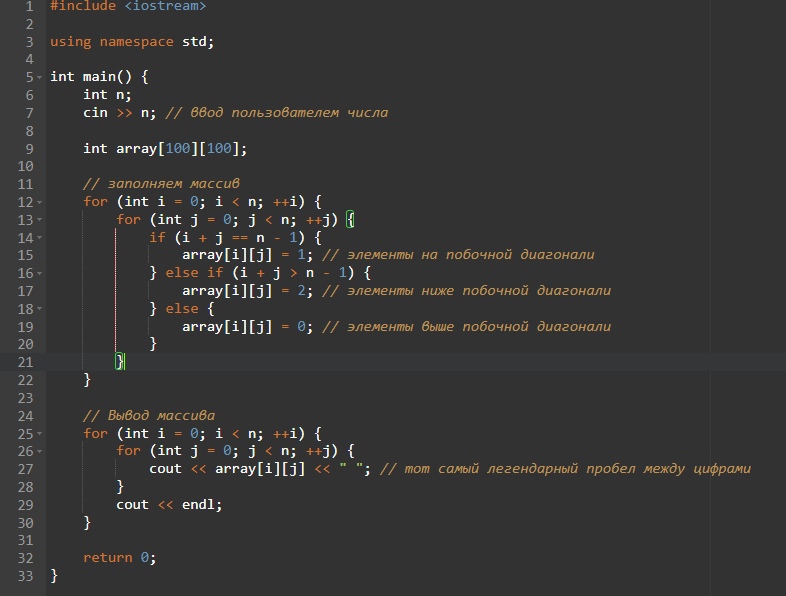 1 #include <iostream>
2
3 using namespace std;
4
5 int main() {
6 int n;
7 cin >> n; // ввод пользователем числа
8
9 int array[100][100];
10
11 // заполняем массив
12 for (int i = 0; i < n; ++i) {
13 for (int j = 0; j < n; ++j) {
14 if (i + j == n - 1) {
15 array[i][j] = 1; // элементы на побочной диагонали
16 } else if (i + j > n - 1) {
17 array[i][j] = 2; // элементы ниже побочной диагонали
18 } else {
19 array[i][j] = 0; // элементы выше побочной диагонали
20 }
21 }
22 }
23
24 // Вывод массива
25 for (int i = 0; i < n; ++i) {
26 for (int j = 0; j < n; ++j) {
27 cout << array[i][j] << " "; // тот самый легендарный пробел между цифрами
28 }
29 cout << endl;
30 }
31
32 return 0;
33 }